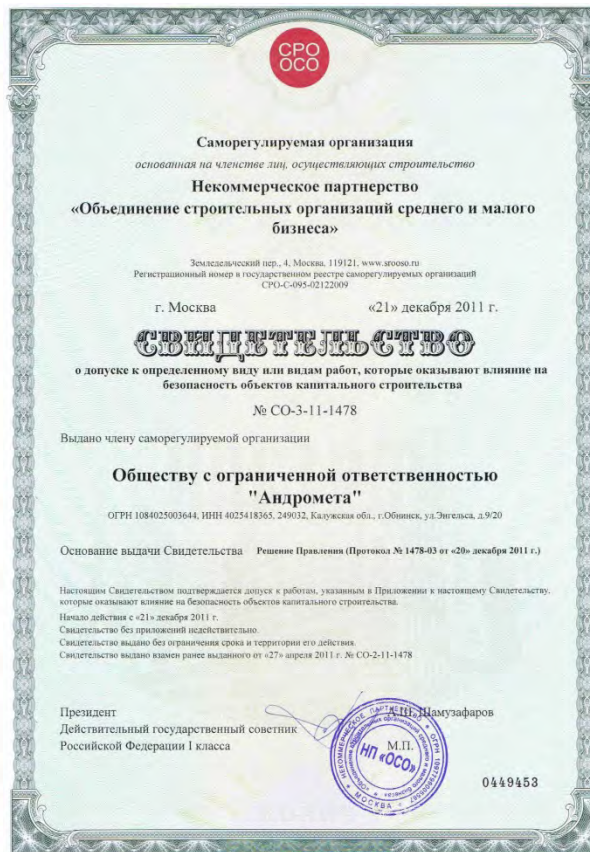 СРО
ОСО
Саморегулируемая организация
основанная на членстве лиц, осуществляющих строительство
Некоммерческое партнерство
«Объединение строительных организаций среднего и малого
бизнеса»
Земледельческий пер., 4, Москва, 119121, www.srooso.ru
Регистрационный номер в государственном реестре саморегулируемых организаций
СРО-С-095-02122009
г. Москва «21» декабря 2011 г.
СВИДЕТЕЛЬСТВО
о допуске к определенному виду или видам работ, которые оказывают влияние на
безопасность объектов капитального строительства
№ СО-3-11-1478
Выдано члену саморегулируемой организации
Обществу с ограниченной ответственностью
"Андромета"
ОГРН 1084025003644, ИНН 4025418365, 249032, Калужская обл., г.Обнинск, ул.Энгельса, д.9/20
Основание выдачи Свидетельства Решение Правления (Протокол № 1478-03 от «20» декабря 2011 г.)
Настоящим Свидетельством подтверждается допуск к работам, указанным в Приложении к настоящему Свидетельству,
которые оказывают влияние на безопасность объектов капитального строительства.
Начало действия с «21» декабря 2011 г.
Свидетельство без приложений недействительно.
Свидетельство выдано без ограничения срока и территории его действия.
Свидетельство выдано взамен ранее выданного от «27» апреля 2011 г. № СО-2-11-1478
Президент А.Ш. Шамузафаров
Действительный государственный советник
Российской Федерации I класса М.П.
НЕКОММЕРЧЕСКОЕ ПАРТНЕРСТВО
«Объединение строительных организаций среднего и малого бизнеса»
НП «ОСО»
МОСКВА
0449453